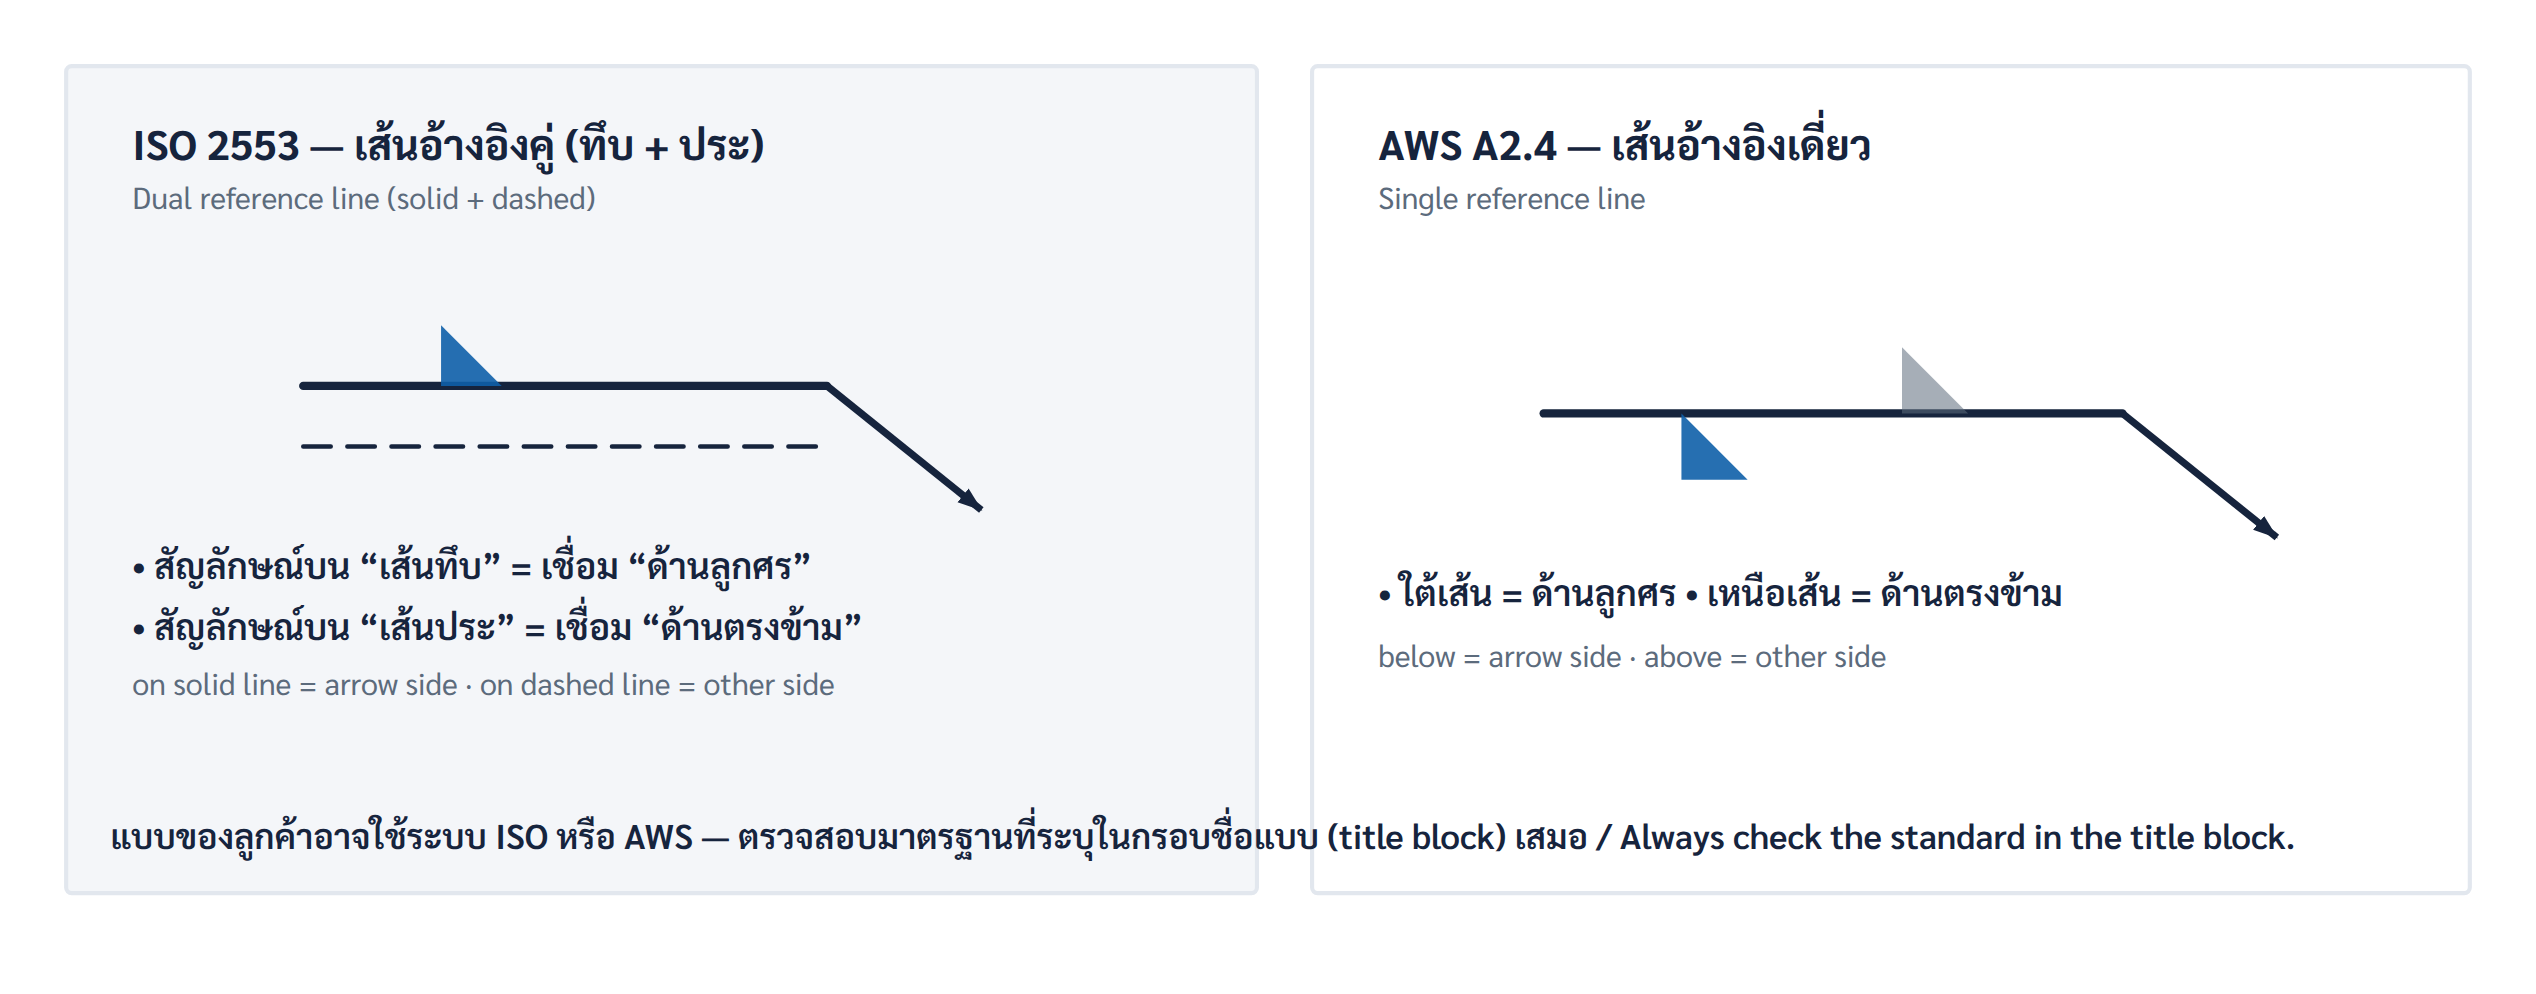 ISO 2553 — เส้นอ้างอิงคู่ (ทึบ + ประ)
Dual reference line (solid + dashed)
• สัญลักษณ์บน “เส้นทึบ” = เชื่อม “ด้านลูกศร”
• สัญลักษณ์บน “เส้นประ” = เชื่อม “ด้านตรงข้าม”
on solid line = arrow side · on dashed line = other side
AWS A2.4 — เส้นอ้างอิงเดี่ยว
Single reference line
• ใต้เส้น = ด้านลูกศร • เหนือเส้น = ด้านตรงข้าม
below = arrow side · above = other side
แบบของลูกค้าอาจใช้ระบบ ISO หรือ AWS — ตรวจสอบมาตรฐานที่ระบุในกรอบชื่อแบบ (title block) เสมอ / Always check the standard in the title block.